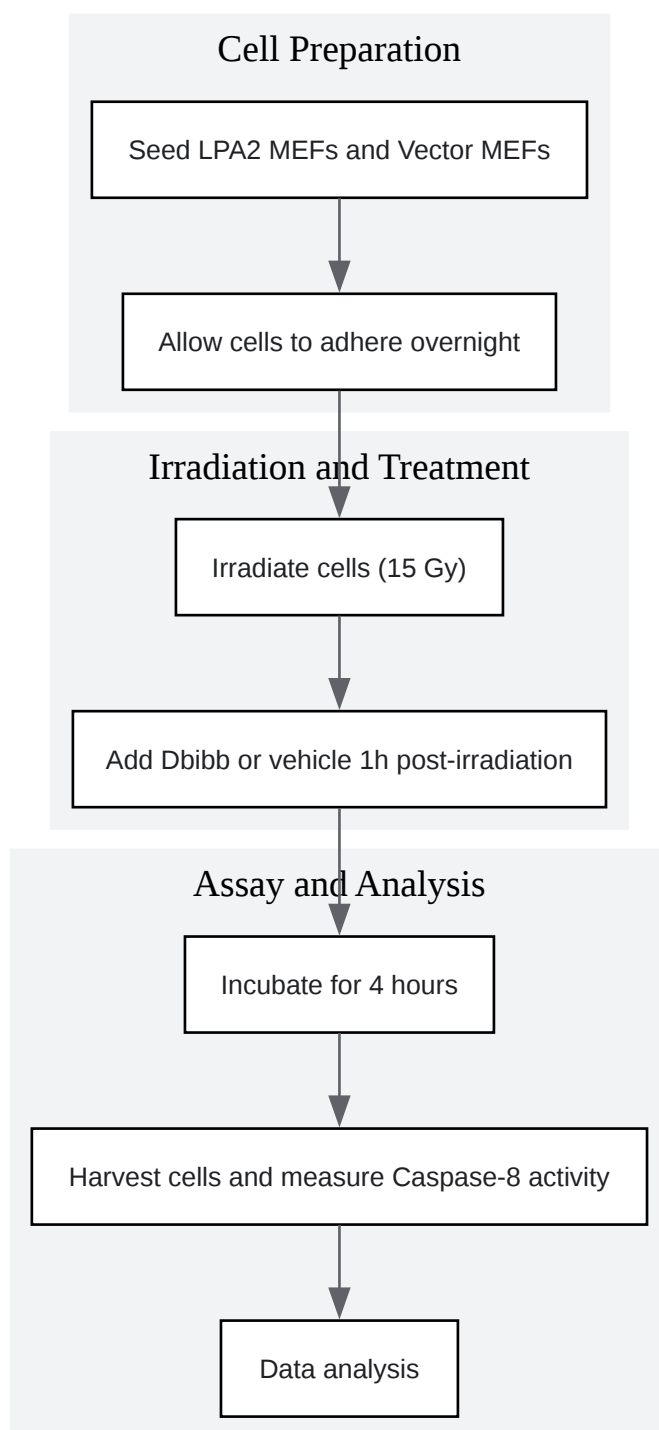 Cell Preparation
Seed LPA2 MEFs and Vector MEFs
Allow cells to adhere overnight
Irradiation and Treatment
Irradiate cells (15 Gy)
Add Dbibb or vehicle 1h post-irradiation
Assay and Analysis
Incubate for 4 hours
Harvest cells and measure Caspase-8 activity
Data analysis